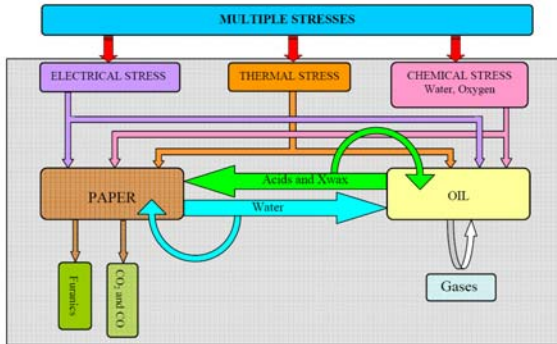 MULTIPLE STRESSES
ELECTRICAL STRESS
THERMAL STRESS
CHEMICAL STRESS
Water, Oxygen
Acids and Xwax
PAPER
OIL
Water
Furanics
CO₂ and CO
Gases